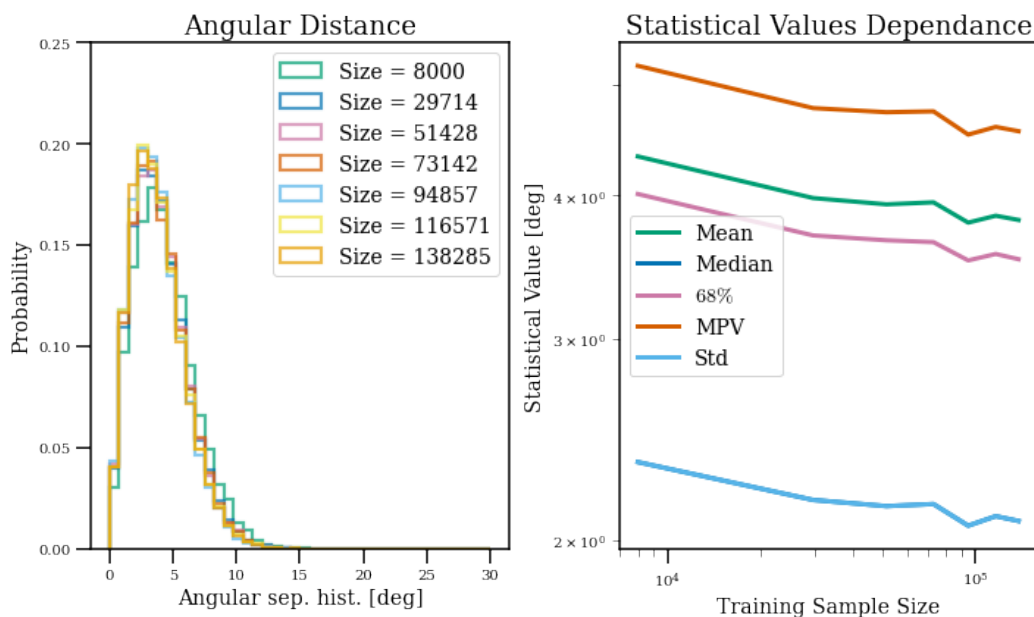 Angular Distance
0.25
0.20
0.15
0.10
0.05
0.00
Probability
Size = 8000
Size = 29714
Size = 51428
Size = 73142
Size = 94857
Size = 116571
Size = 138285
0
5
10
15
20
25
30
Angular sep. hist. [deg]
Statistical Values Dependance
4 × 10⁰
3 × 10⁰
2 × 10⁰
Statistical Value [deg]
Mean
Median
68%
MPV
Std
10⁴
10⁵
Training Sample Size